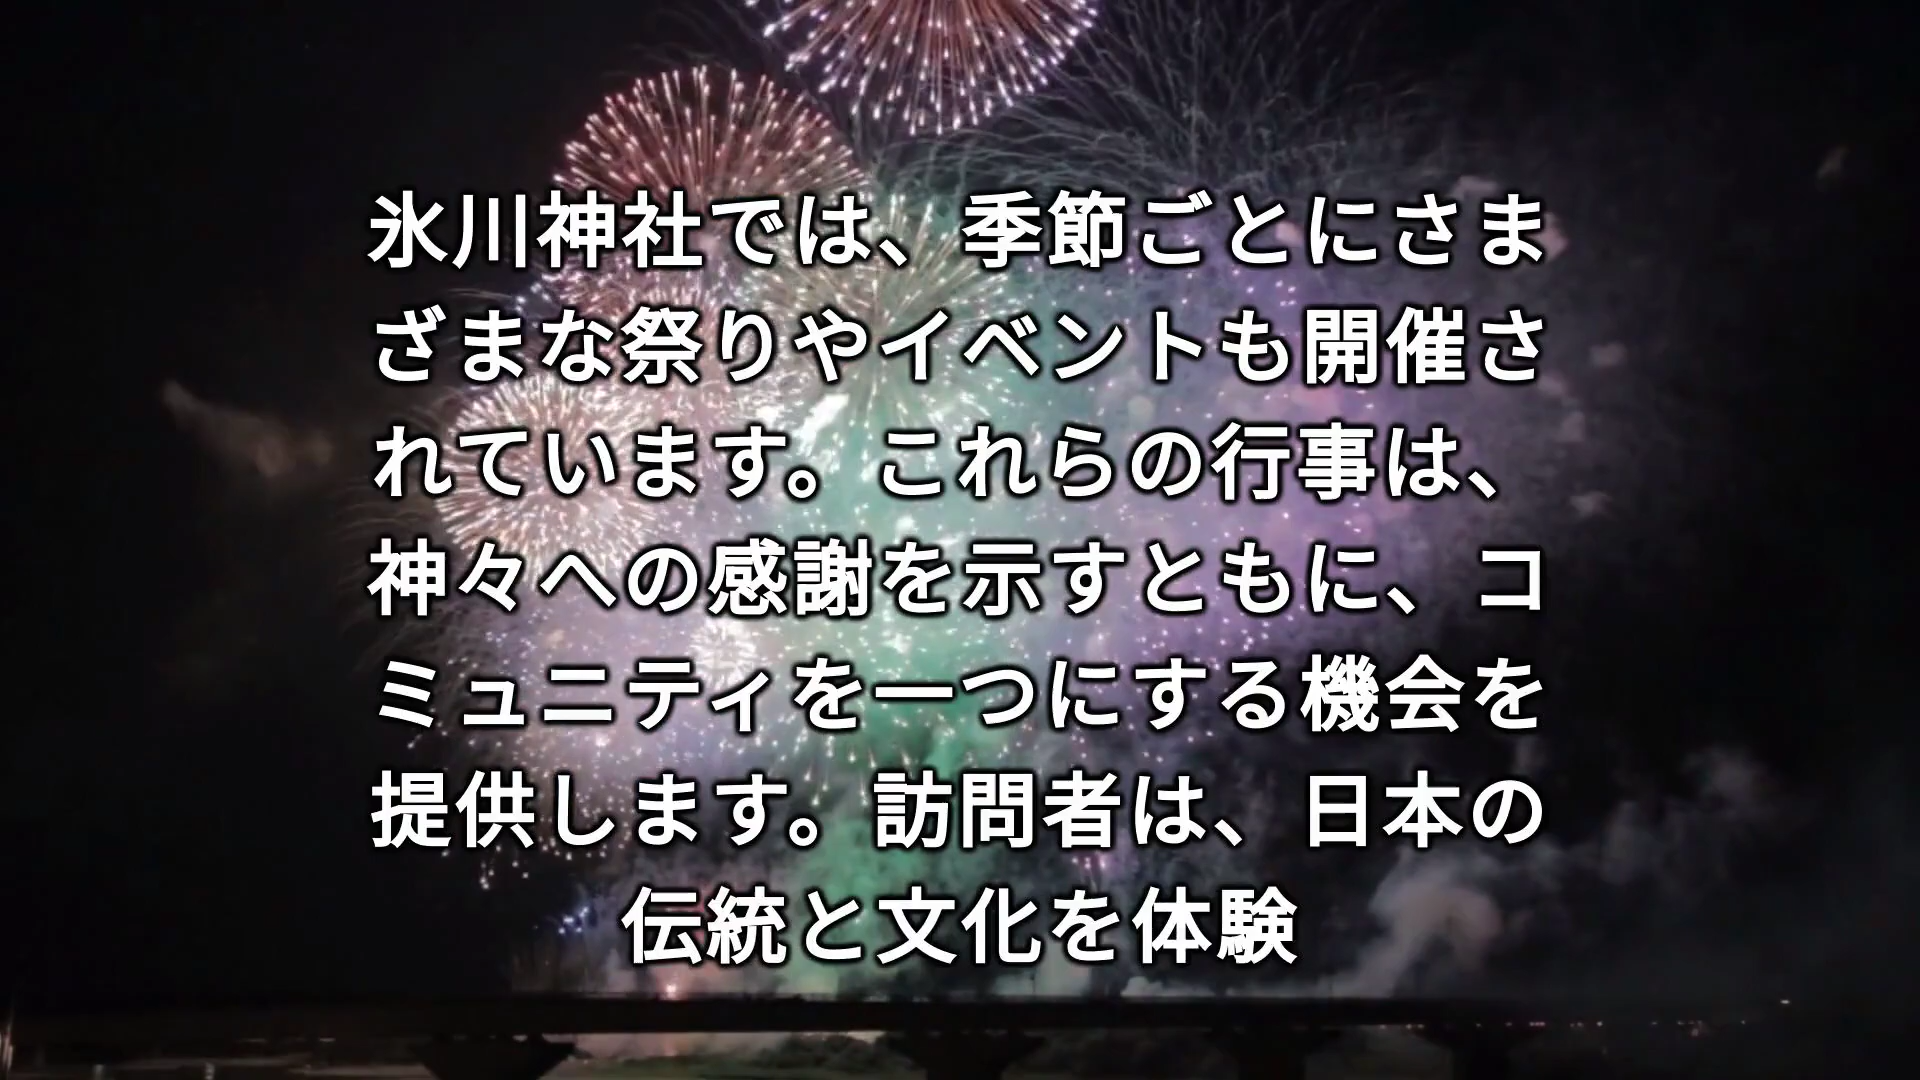 氷川神社では、季節ごとにさま
ざまな祭りやイベントも開催さ
れています。これらの行事は、
神々への感謝を示すともに、コ
ミュニティを一つにする機会を
提供します。訪問者は、日本の
伝統と文化を体験